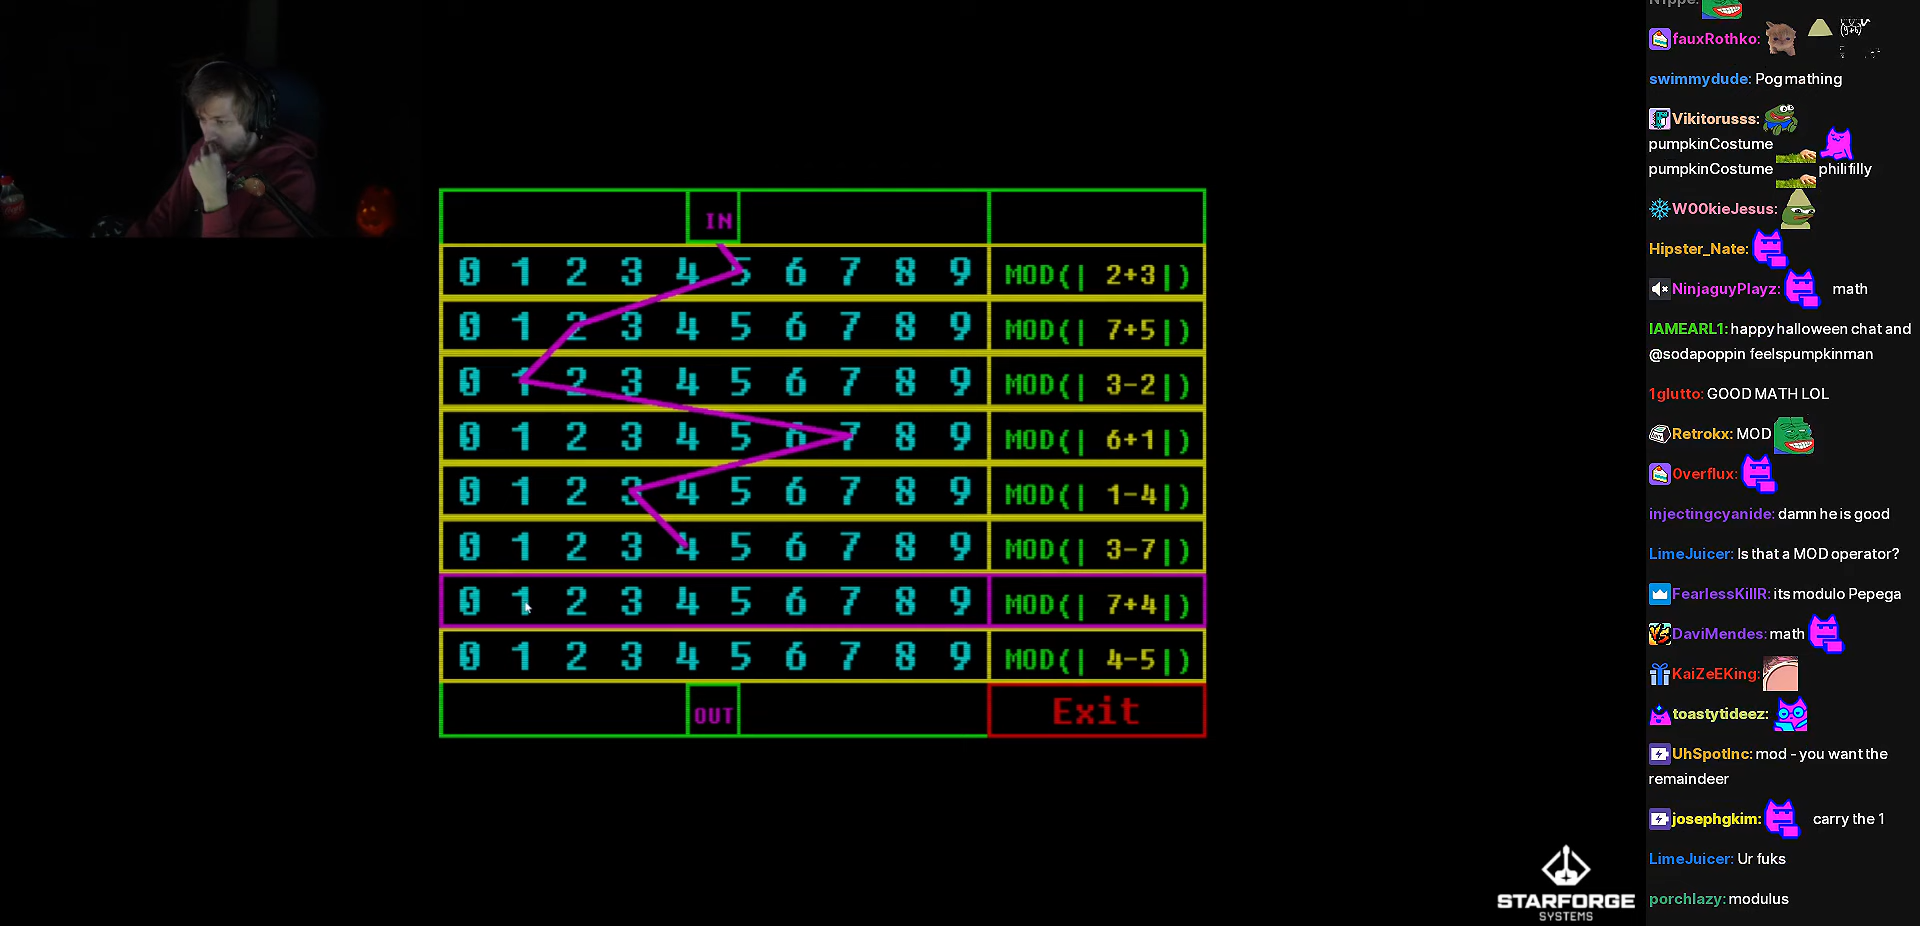 IN
0 1 2 3 4 5 6 7 8 9 MOD(| 2+3|)
0 1 2 3 4 5 6 7 8 9 MOD(| 7+5|)
0 1 2 3 4 5 6 7 8 9 MOD(| 3-2|)
0 1 2 3 4 5 6 7 8 9 MOD(| 6+1|)
0 1 2 3 4 5 6 7 8 9 MOD(| 1-4|)
0 1 2 3 4 5 6 7 8 9 MOD(| 3-7|)
0 1 2 3 4 5 6 7 8 9 MOD(| 7+4|)
0 1 2 3 4 5 6 7 8 9 MOD(| 4-5|)
OUT Exit
fauxRothko:
swimmydude: Pog mathing
Vikitorusss:
pumpkinCostume
pumpkinCostume philifilly
W00kieJesus:
Hipster_Nate:
NinjaguyPlayz: math
IAMEARL1: happy halloween chat and
@sodapoppin feelspumpkinman
1glutto: GOOD MATH LOL
Retrokx: MOD
0verflux:
injectingcyanide: damn he is good
LimeJuicer: Is that a MOD operator?
FearlessKillR: its modulo Pepega
DaviMendes: math
KaiZeEKing:
toastytideez:
UhSpotInc: mod - you want the
remaindeer
josephgkim: carry the 1
LimeJuicer: Ur fuks
porchlazy: modulus
STARFORGE
SYSTEMS